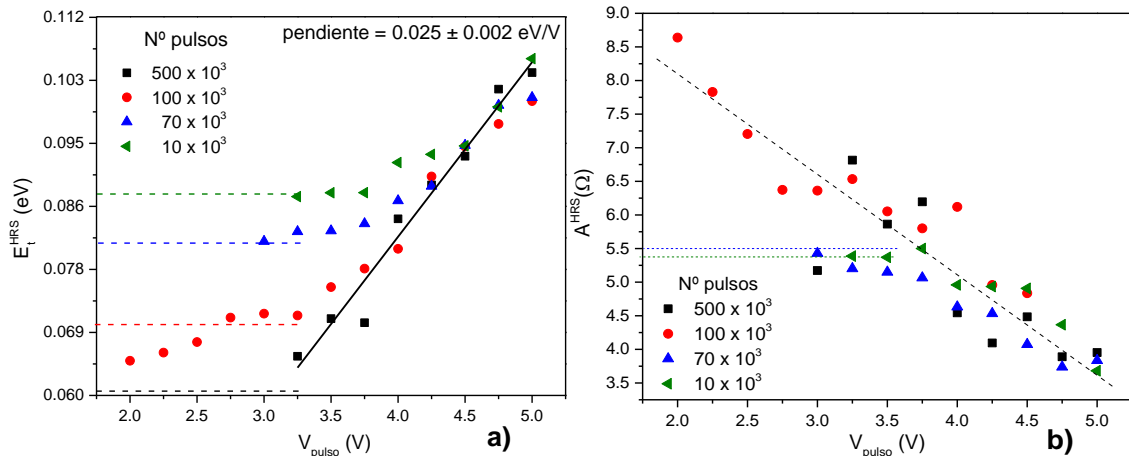 0.112
0.103
0.095
0.086
0.078
0.069
0.060
E_t^HRS (eV)
pendiente = 0.025 ± 0.002 eV/V
Nº pulsos
500 x 10³
100 x 10³
70 x 10³
10 x 10³
2.0 2.5 3.0 3.5 4.0 4.5 5.0
V_pulso (V)
a)
8.5
8.0
7.5
7.0
6.5
6.0
5.5
5.0
4.5
4.0
3.5
A^HRS(Ω)
Nº pulsos
500 x 10³
100 x 10³
70 x 10³
10 x 10³
2.0 2.5 3.0 3.5 4.0 4.5 5.0
V_pulso (V)
b)